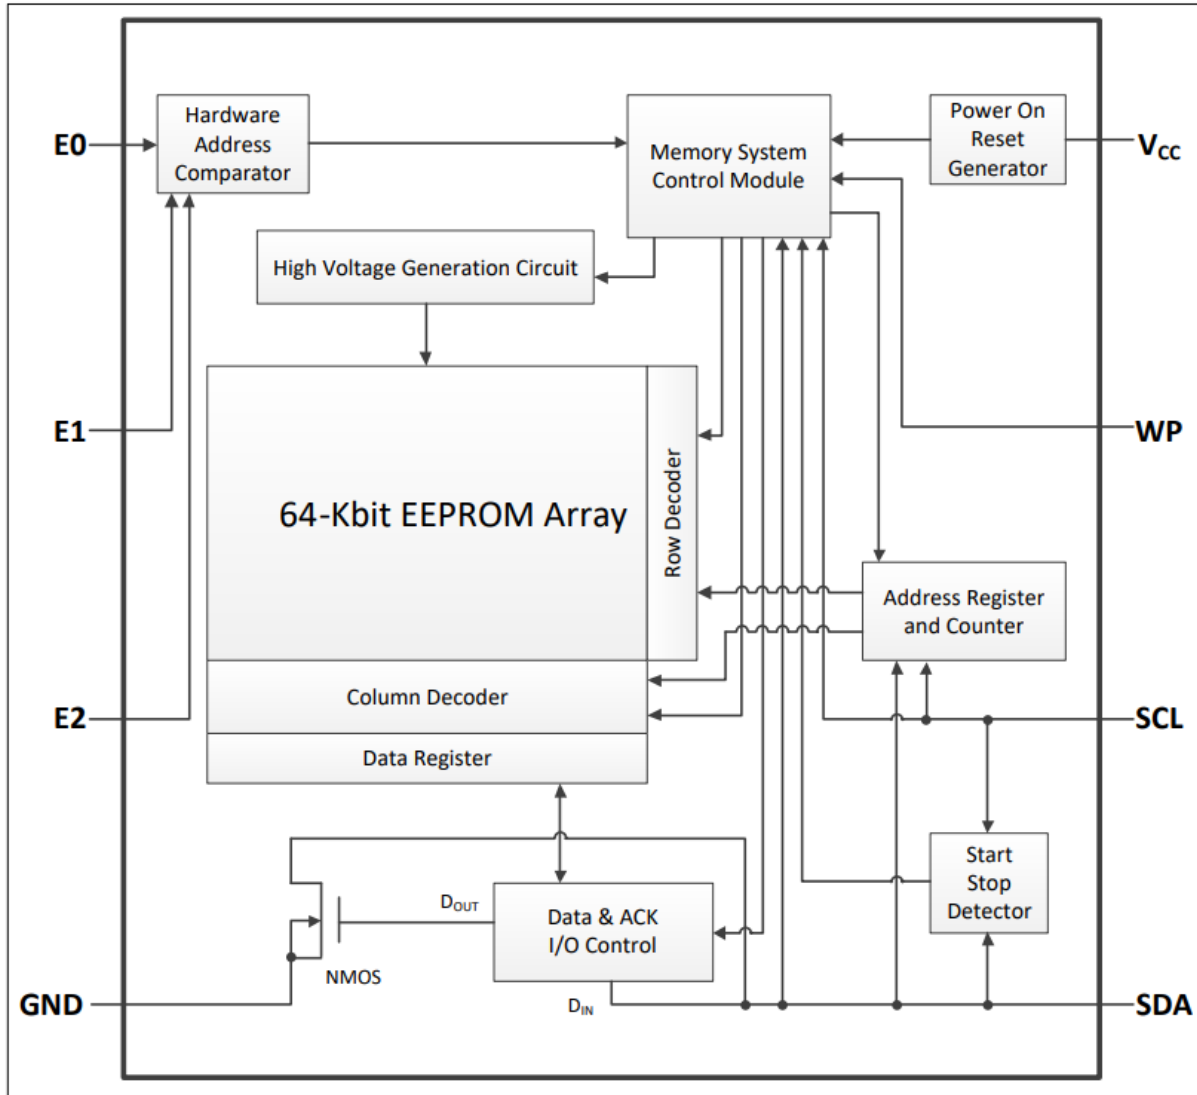 Hardware
Address
Comparator
Memory System
Control Module
Power On
Reset
Generator
E0
VCC
High Voltage Generation Circuit
E1
WP
64-Kbit EEPROM Array
Row Decoder
Address Register
and Counter
Column Decoder
E2
SCL
Data Register
Start
Stop
Detector
DOUT
Data & ACK
I/O Control
NMOS
GND
DIN
SDA